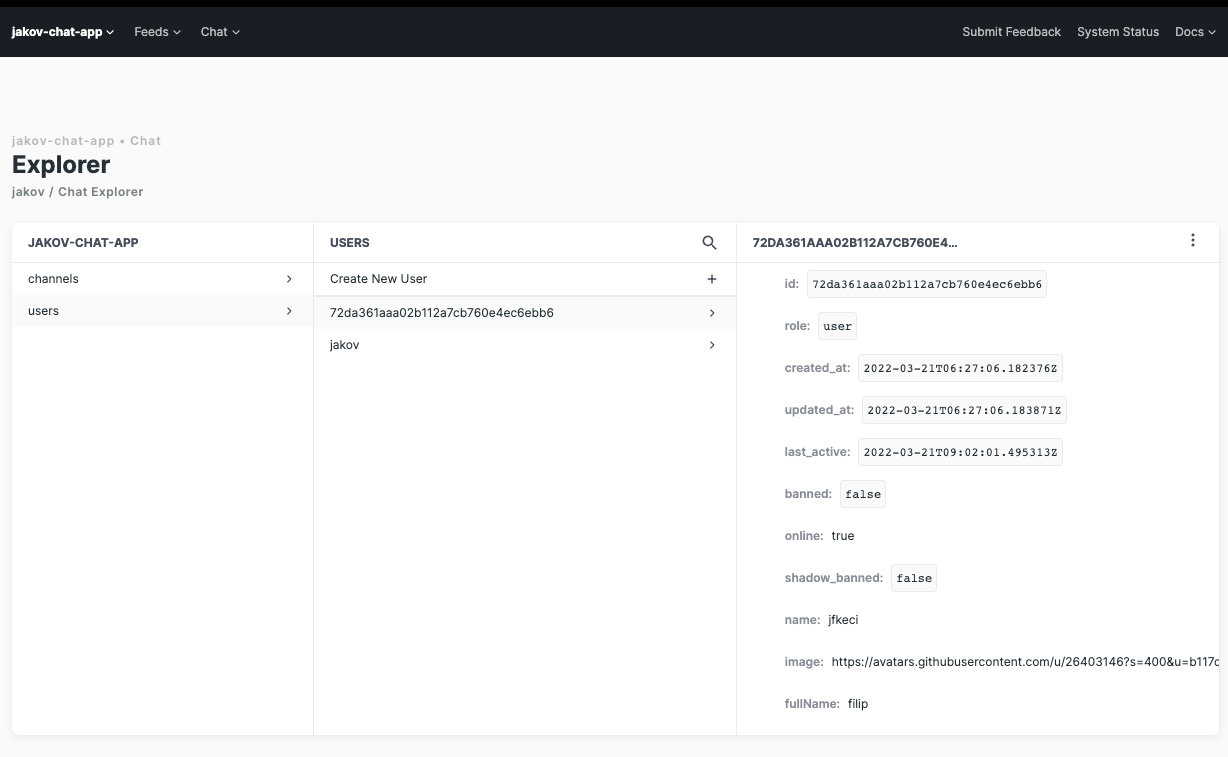 jakov-chat-app Feeds Chat Submit Feedback System Status Docs
jakov-chat-app • Chat
Explorer
jakov / Chat Explorer
JAKOV-CHAT-APP
channels
users
USERS
Create New User +
72da361aaa02b112a7cb760e4ec6ebb6
jakov
72DA361AAA02B112A7CB760E4...
id: 72da361aaa02b112a7cb760e4ec6ebb6
role: user
created_at: 2022-03-21T06:27:06.182376Z
updated_at: 2022-03-21T06:27:06.183871Z
last_active: 2022-03-21T09:02:01.495313Z
banned: false
online: true
shadow_banned: false
name: jfkeci
image: https://avatars.githubusercontent.com/u/26403146?s=400&u=b117c
fullName: filip